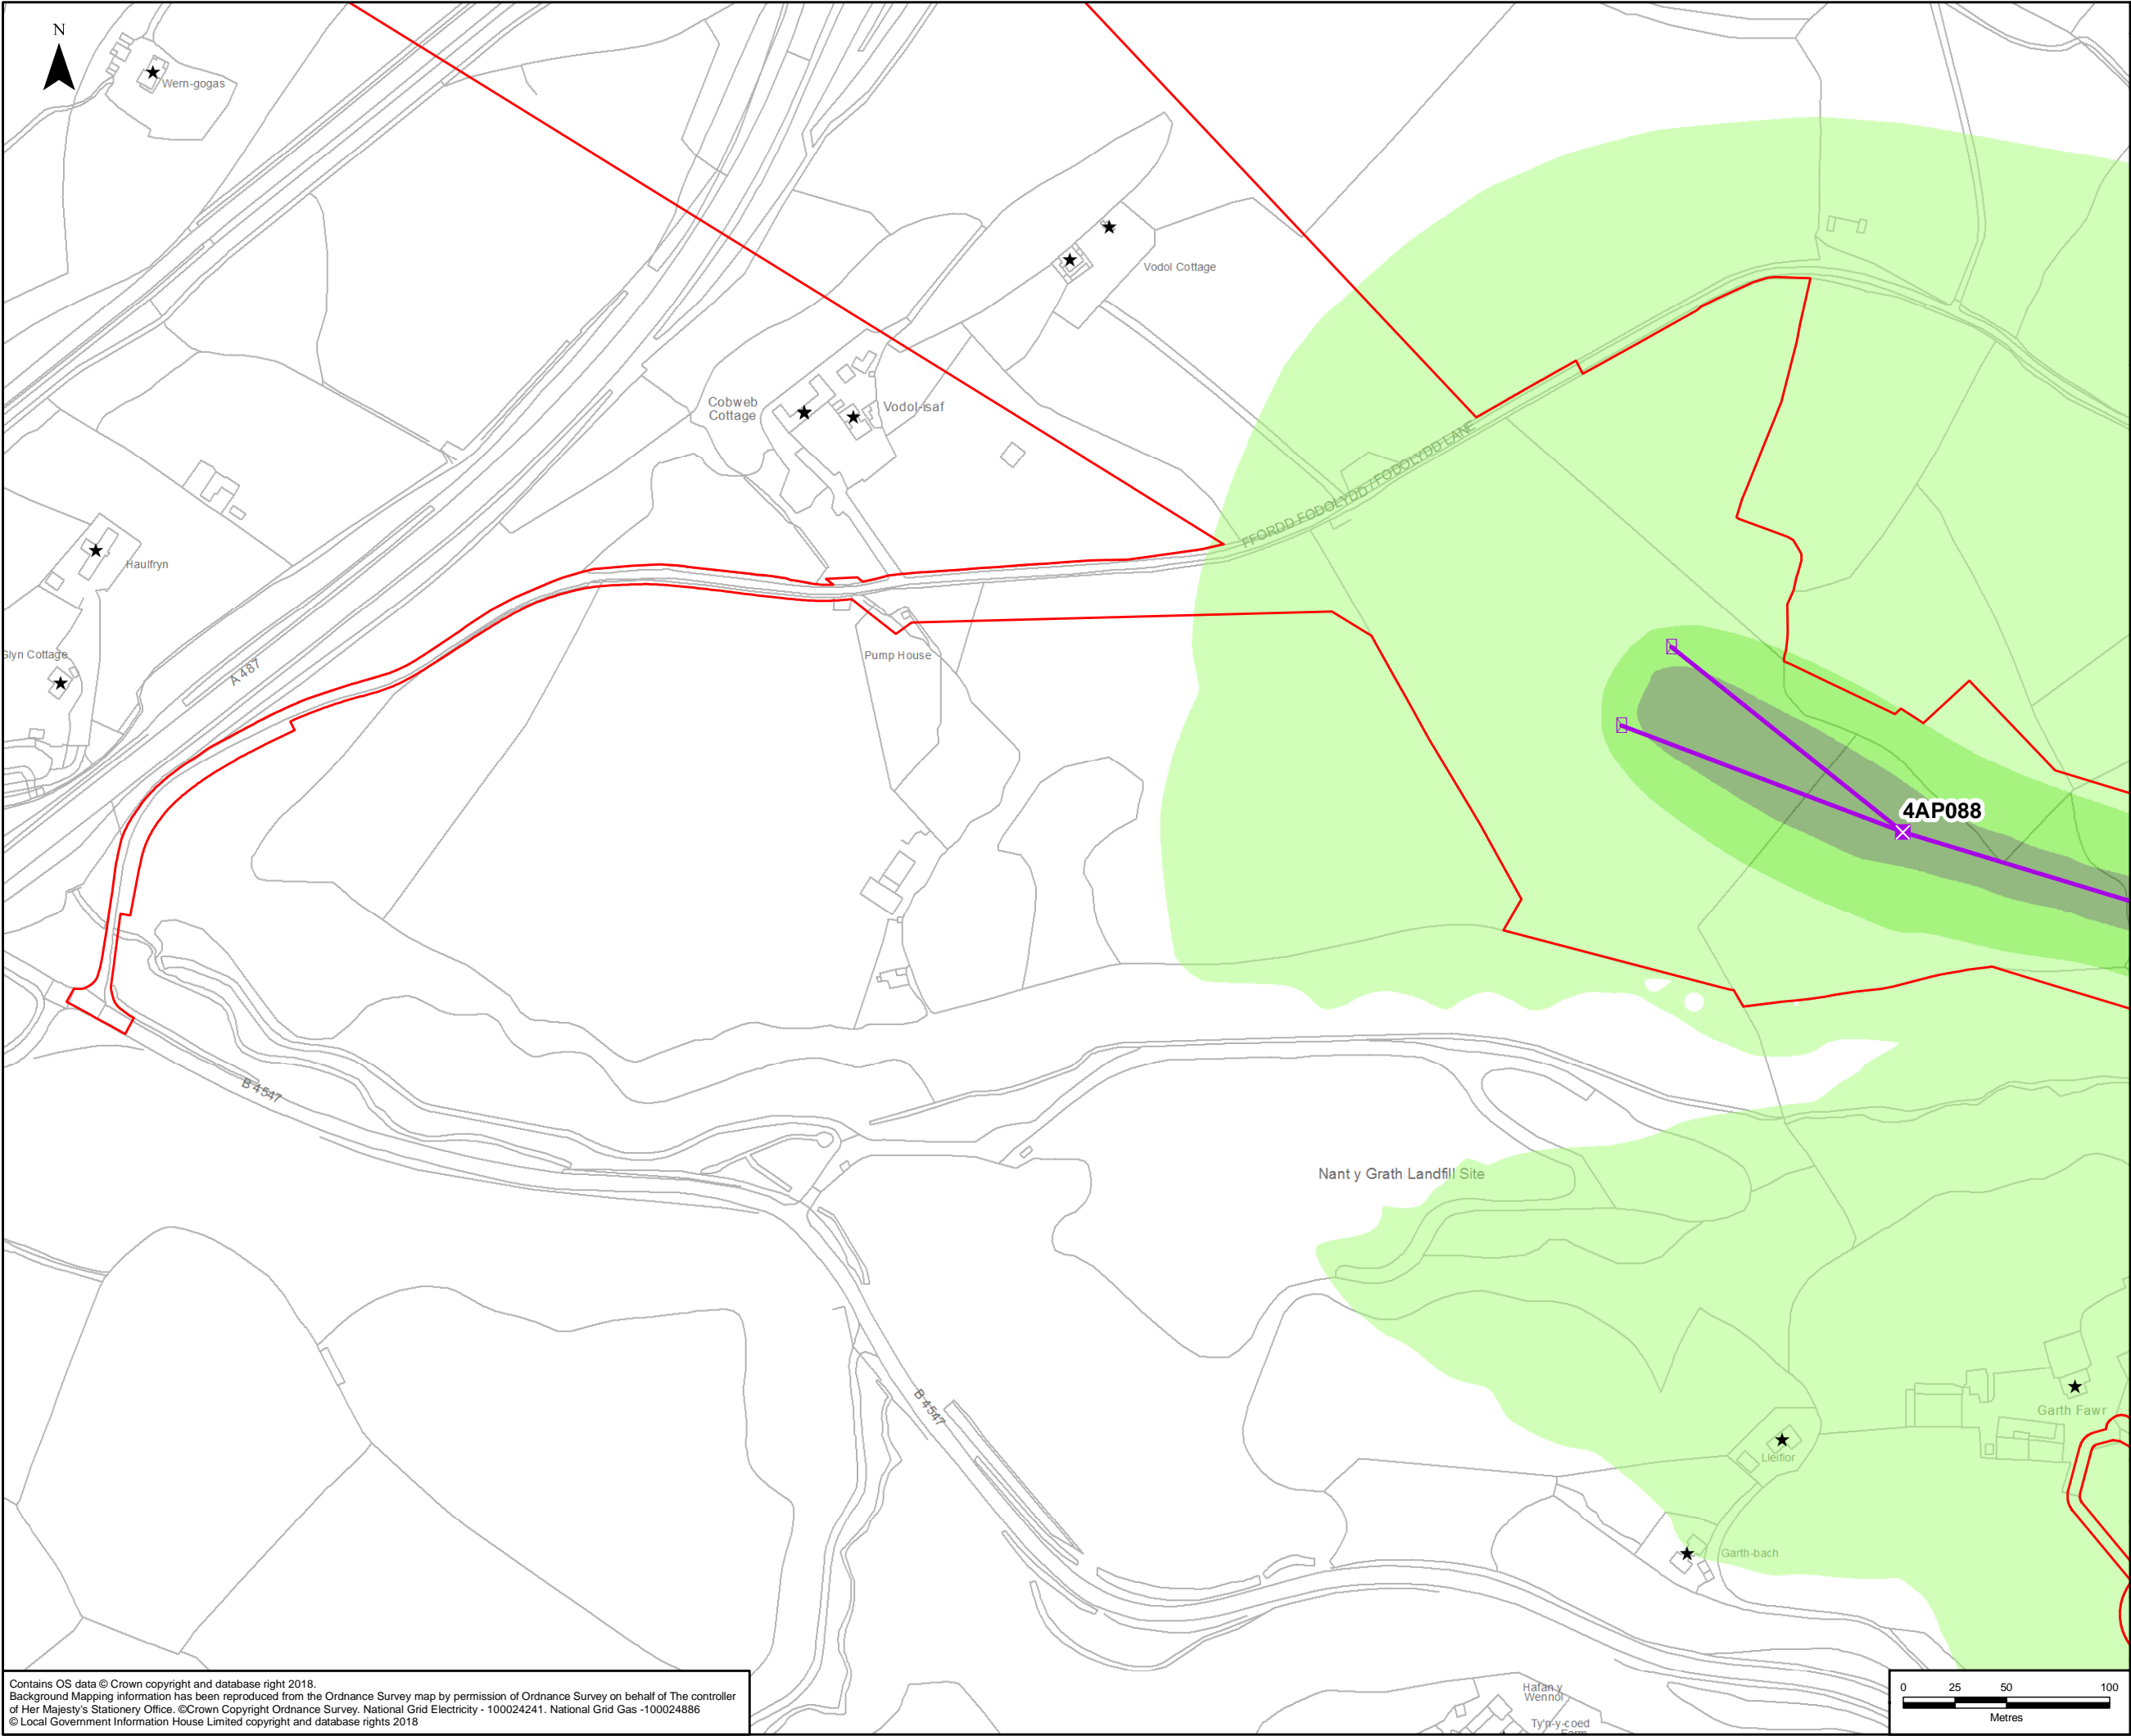 N
Wern-gogas
Vodol Cottage
Cobweb
Cottage
Vodol-isaf
FFORDD FODOLYDD / FODOLYDD LANE
Haulfryn
Glyn Cottage
A 487
Pump House
4AP088
B 4547
Nant y Grath Landfill Site
B 4547
Garth Fawr
Lleifior
Garth-bach
Hafan y
Wennol
Ty'n-y-coed
Farm
Contains OS data © Crown copyright and database right 2018.
Background Mapping information has been reproduced from the Ordnance Survey map by permission of Ordnance Survey on behalf of The controller
of Her Majesty's Stationery Office. ©Crown Copyright Ordnance Survey. National Grid Electricity - 100024241. National Grid Gas -100024886
© Local Government Information House Limited copyright and database rights 2018
0 25 50 100
Metres